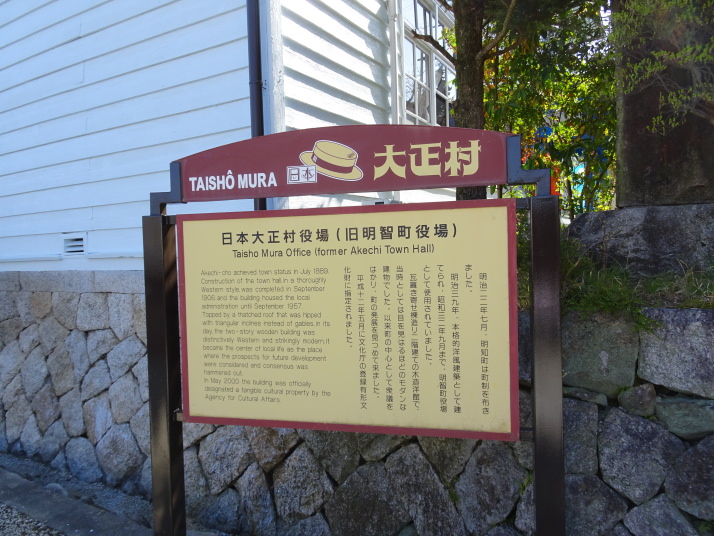 TAISHÔ MURA 日本 大正村
日本大正村役場（旧明智町役場）
Taisho Mura Office (former Akechi Town Hall)
Akechi-cho achieved town status in July 1889.
Construction of the town hall in a thoroughly
Western style was completed in September
1906 and the building housed the local
administration until September 1957.
Topped by a thatched roof that was hipped
with triangular inclines instead of gables, in its
day the two-story wooden building was
distinctively Western and strikingly modern. It
became the center of local life as the place
where the prospects for future development
were considered and consensus was
hammered out.
In May 2000 the building was officially
designated a tangible cultural property by the
Agency for Cultural Affairs.
明治二二年七月、明知町は町制を布き
ました。
明治三九年、本格的洋風建築として建
てられ、昭和三二年九月まで、明智町役場
として使用されていました。
瓦葺き寄せ棟造り二階建ての木造洋館で、
当時としては目を見はるほどのモダンな
建物でした。以来町の中心として衆議を
はかり、町の発展を見つめて来ました。
平成十二年五月に文化庁の登録有形文
化財に指定されました。